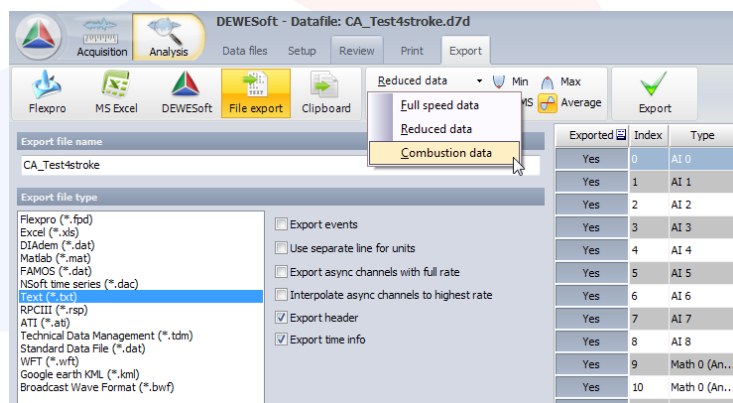 DEWESoft - Datafile: CA_Test4stroke.d7d
Acquisition
Analysis
Data files
Setup
Review
Print
Export
Flexpro
MS Excel
DEWESoft
File export
Clipboard
Reduced data
Min
Max
MS
Average
Export
Full speed data
Reduced data
Combustion data
Export file name
CA_Test4stroke
Export file type
Flexpro (*.fpd)
Excel (*.xls)
DIAdem (*.dat)
Matlab (*.mat)
FAMOS (*.dat)
NSoft time series (*.dac)
Text (*.txt)
RPCIII (*.rsp)
ATI (*.ati)
Technical Data Management (*.tdm)
Standard Data File (*.dat)
WFT (*.wft)
Google earth KML (*.kml)
Broadcast Wave Format (*.bwf)
Export events
Use separate line for units
Export async channels with full rate
Interpolate async channels to highest rate
Export header
Export time info
Exported Index Type
Yes 0 AI 0
Yes 1 AI 1
Yes 2 AI 2
Yes 3 AI 3
Yes 4 AI 4
Yes 5 AI 5
Yes 6 AI 6
Yes 7 AI 7
Yes 8 AI 8
Yes 9 Math 0 (An...
Yes 10 Math 0 (An...